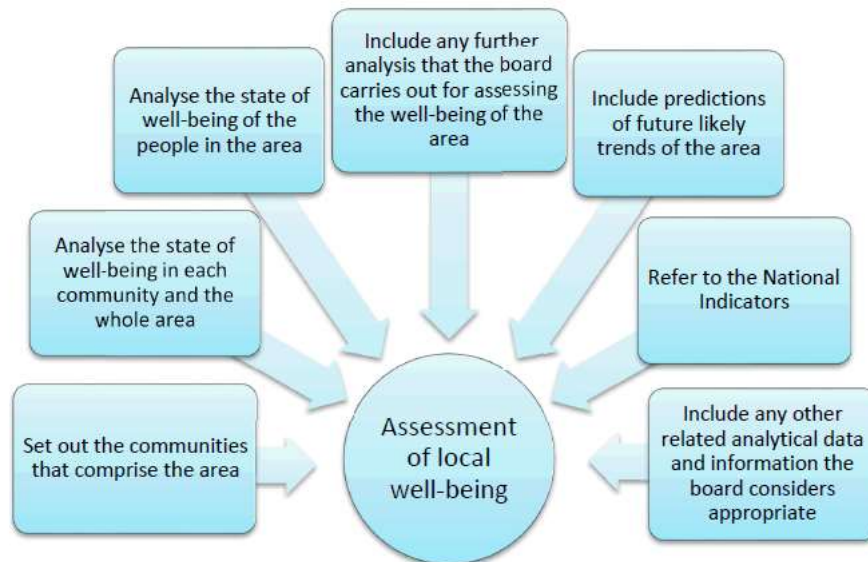 Set out the communities
that comprise the area
Analyse the state of
well-being in each
community and the
whole area
Analyse the state of
well-being of the
people in the area
Include any further
analysis that the board
carries out for assessing
the well-being of the
area
Include predictions
of future likely
trends of the area
Refer to the National
Indicators
Include any other
related analytical data
and information the
board considers
appropriate
Assessment
of local
well-being